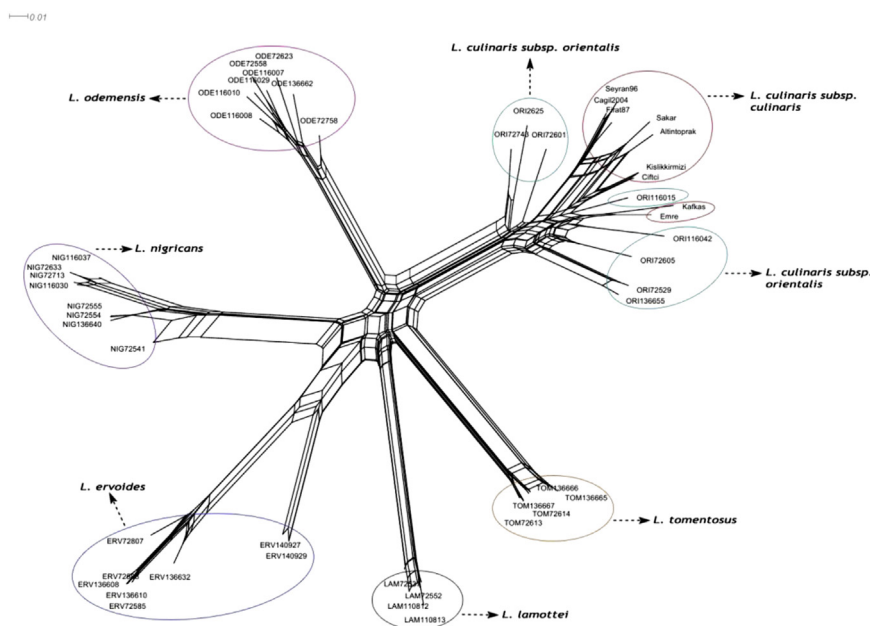 0.01
L. culinaris subsp. orientalis
ODE72623
ODE72558
ODE116007
ODE116029
ODE136662
ODE116010
ODE116008
ODE72758
L. odemensis
ORI2625
ORI72743
ORI72601
Seyran96
Cagil2004
Firat87
Sakar
Altintoprak
Kislikkirmizi
Ciftci
L. culinaris subsp.
culinaris
ORI116015
Kafkas
Emre
ORI116042
ORI72605
ORI72529
ORI136655
L. culinaris subsp.
orientalis
L. nigricans
NIG116037
NIG72633
NIG72713
NIG116030
NIG72555
NIG72554
NIG136640
NIG72541
L. ervoides
ERV72807
ERV136608
ERV136632
ERV136610
ERV72585
ERV140927
ERV140929
TOM136666
TOM136665
TOM136667
TOM72614
TOM72613
L. tomentosus
LAM72552
LAM110812
LAM110813
L. lamottei